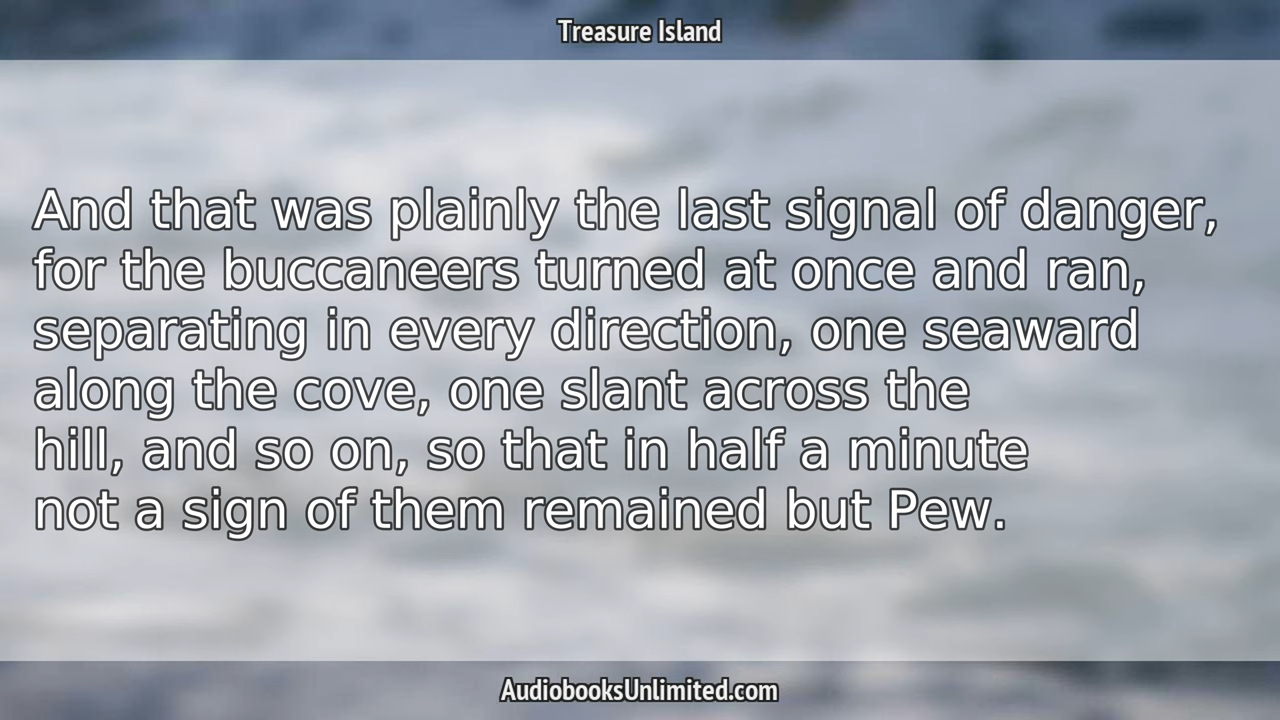 Treasure Island
And that was plainly the last signal of danger,
for the buccaneers turned at once and ran,
separating in every direction, one seaward
along the cove, one slant across the
hill, and so on, so that in half a minute
not a sign of them remained but Pew.
AudiobooksUnlimited.com